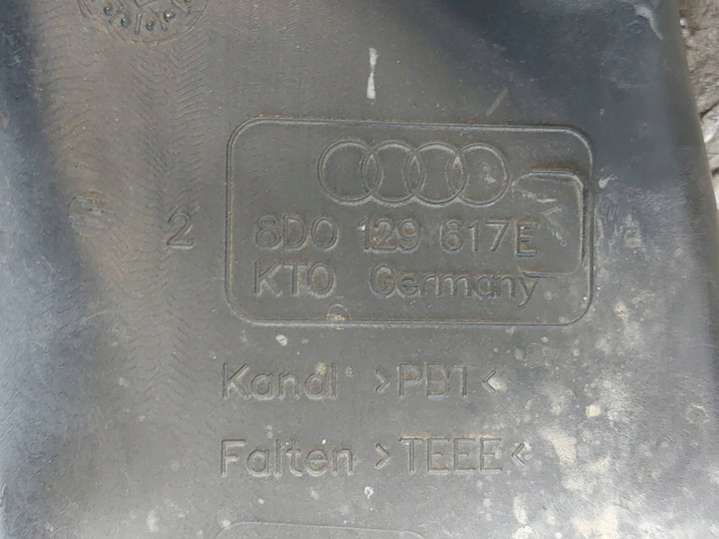 2 8D0 129 617E
KTO Germany
Kanal >PBT<
Falten >TEEE<